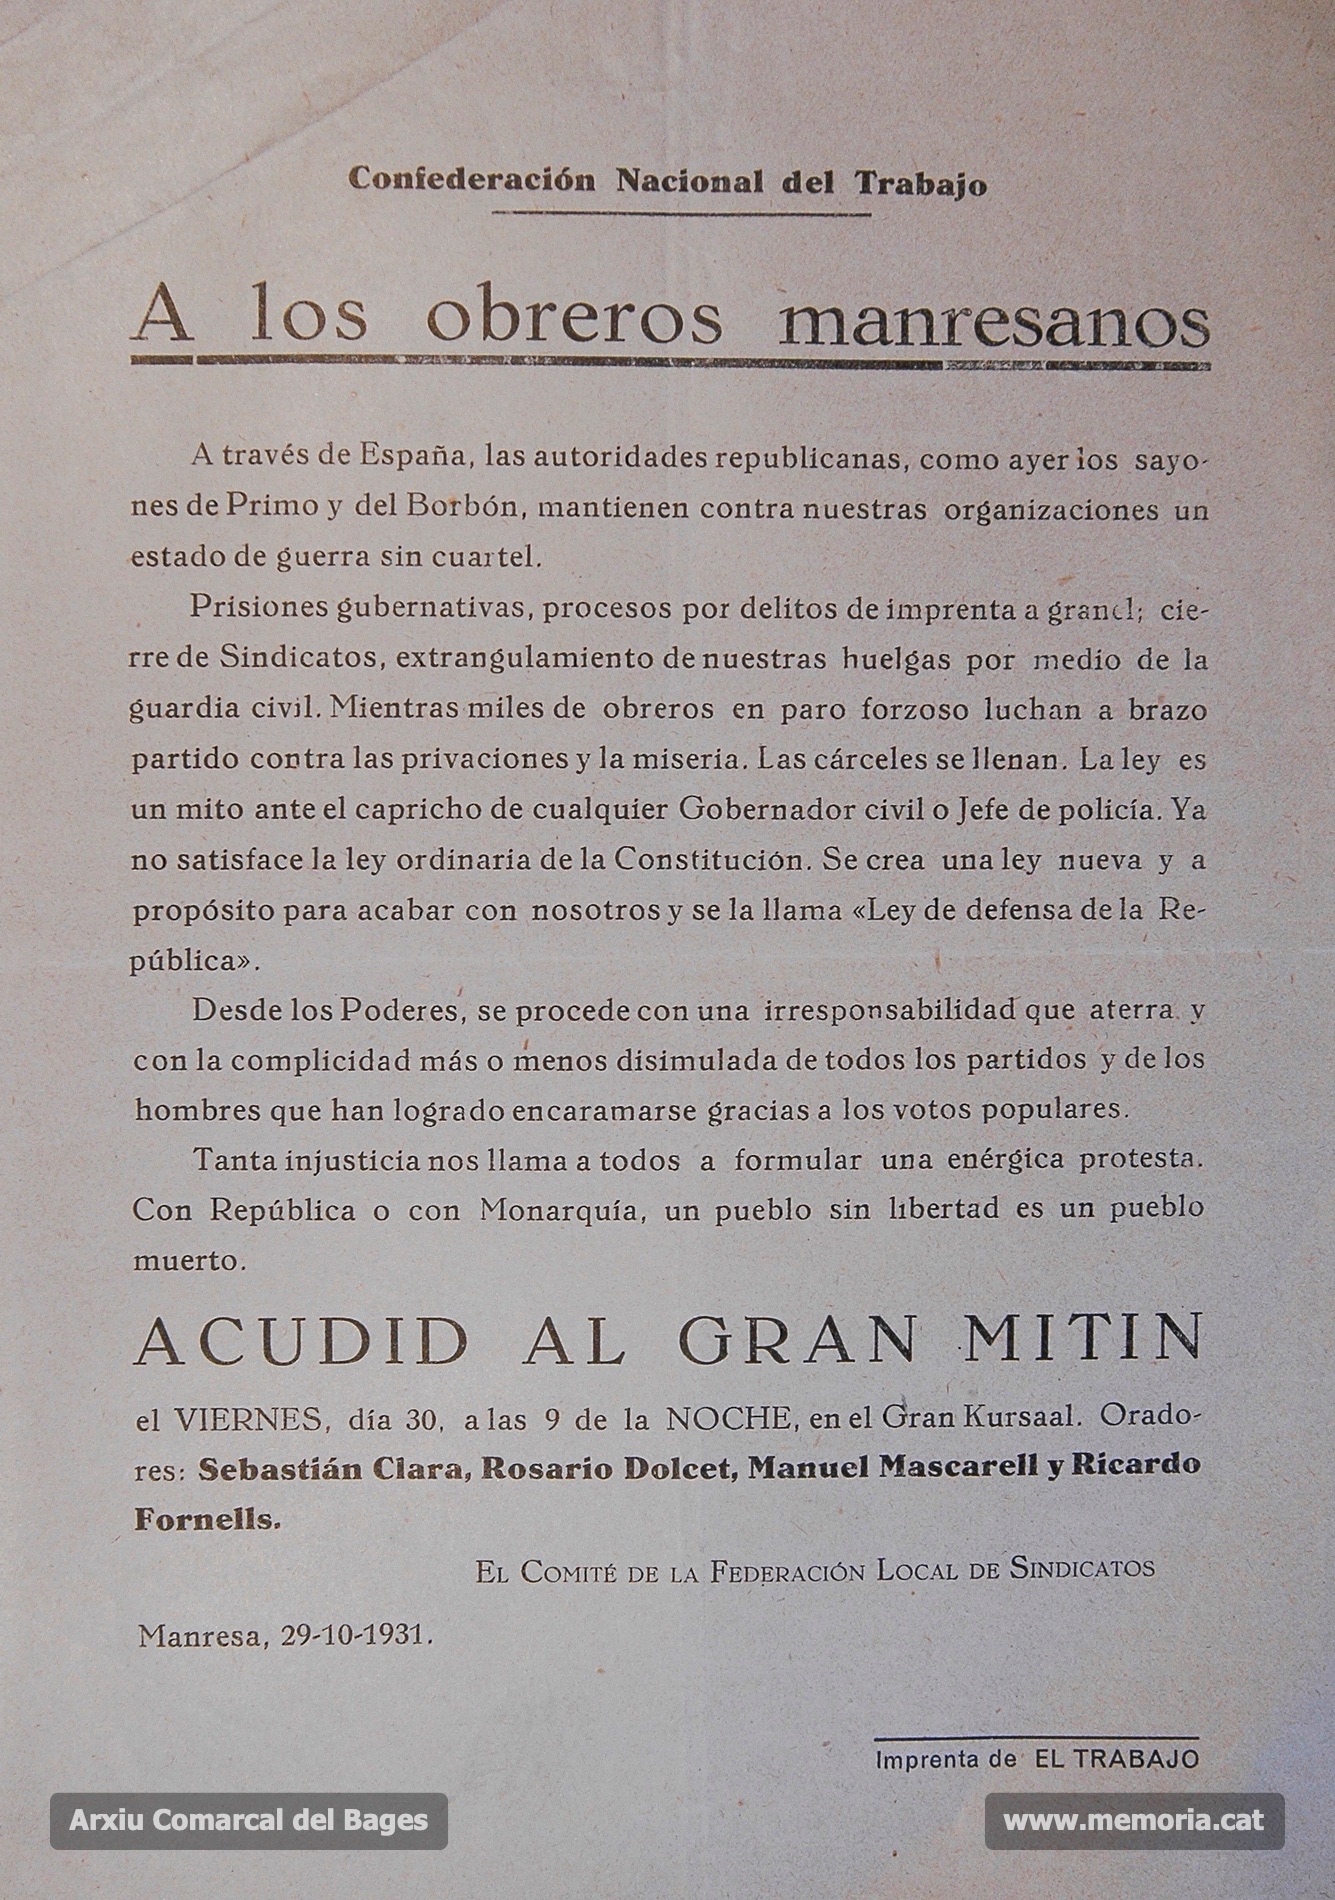 Confederación Nacional del Trabajo
A los obreros manresanos
A través de España, las autoridades republicanas, como ayer los sayo-
nes de Primo y del Borbón, mantienen contra nuestras organizaciones un
estado de guerra sin cuartel.
Prisiones gubernativas, procesos por delitos de imprenta a granel; cie-
rre de Sindicatos, extrangulamiento de nuestras huelgas por medio de la
guardia civil. Mientras miles de obreros en paro forzoso luchan a brazo
partido contra las privaciones y la miseria. Las cárceles se llenan. La ley es
un mito ante el capricho de cualquier Gobernador civil o Jefe de policía. Ya
no satisface la ley ordinaria de la Constitución. Se crea una ley nueva y a
propósito para acabar con nosotros y se la llama «Ley de defensa de la Re-
pública».
Desde los Poderes, se procede con una irresponsabilidad que aterra y
con la complicidad más o menos disimulada de todos los partidos y de los
hombres que han logrado encaramarse gracias a los votos populares.
Tanta injusticia nos llama a todos a formular una enérgica protesta.
Con República o con Monarquía, un pueblo sin libertad es un pueblo
muerto.
ACUDID AL GRAN MITIN
el VIERNES, día 30, a las 9 de la NOCHE, en el Gran Kursaal. Orado-
res: Sebastián Clara, Rosario Dolcet, Manuel Mascarell y Ricardo
Fornells.
El Comité de la Federación Local de Sindicatos
Manresa, 29-10-1931.
Imprenta de EL TRABAJO
Arxiu Comarcal del Bages
www.memoria.cat